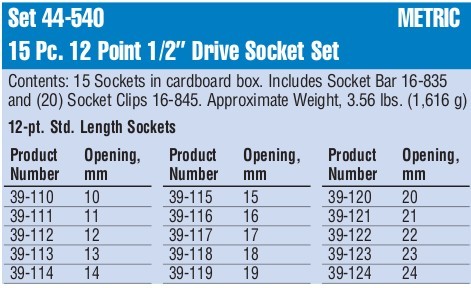 Set 44-540 METRIC
15 Pc. 12 Point 1/2″ Drive Socket Set
Contents: 15 Sockets in cardboard box. Includes Socket Bar 16-835
and (20) Socket Clips 16-845. Approximate Weight, 3.56 lbs. (1,616 g)
12-pt. Std. Length Sockets
Product Opening, Product Opening, Product Opening,
Number mm Number mm Number mm
39-110 10 39-115 15 39-120 20
39-111 11 39-116 16 39-121 21
39-112 12 39-117 17 39-122 22
39-113 13 39-118 18 39-123 23
39-114 14 39-119 19 39-124 24